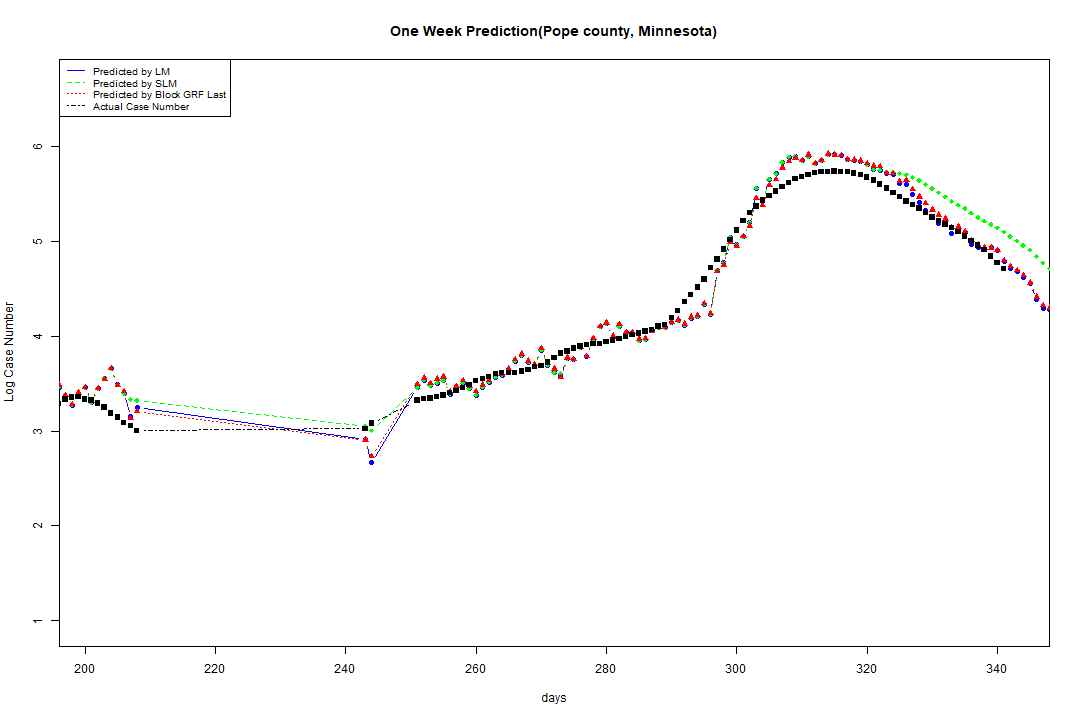 One Week Prediction(Pope county, Minnesota)
Predicted by LM
Predicted by SLM
Predicted by Block GRF Last
Actual Case Number
6
5
4
3
2
1
Log Case Number
200 220 240 260 280 300 320 340
days